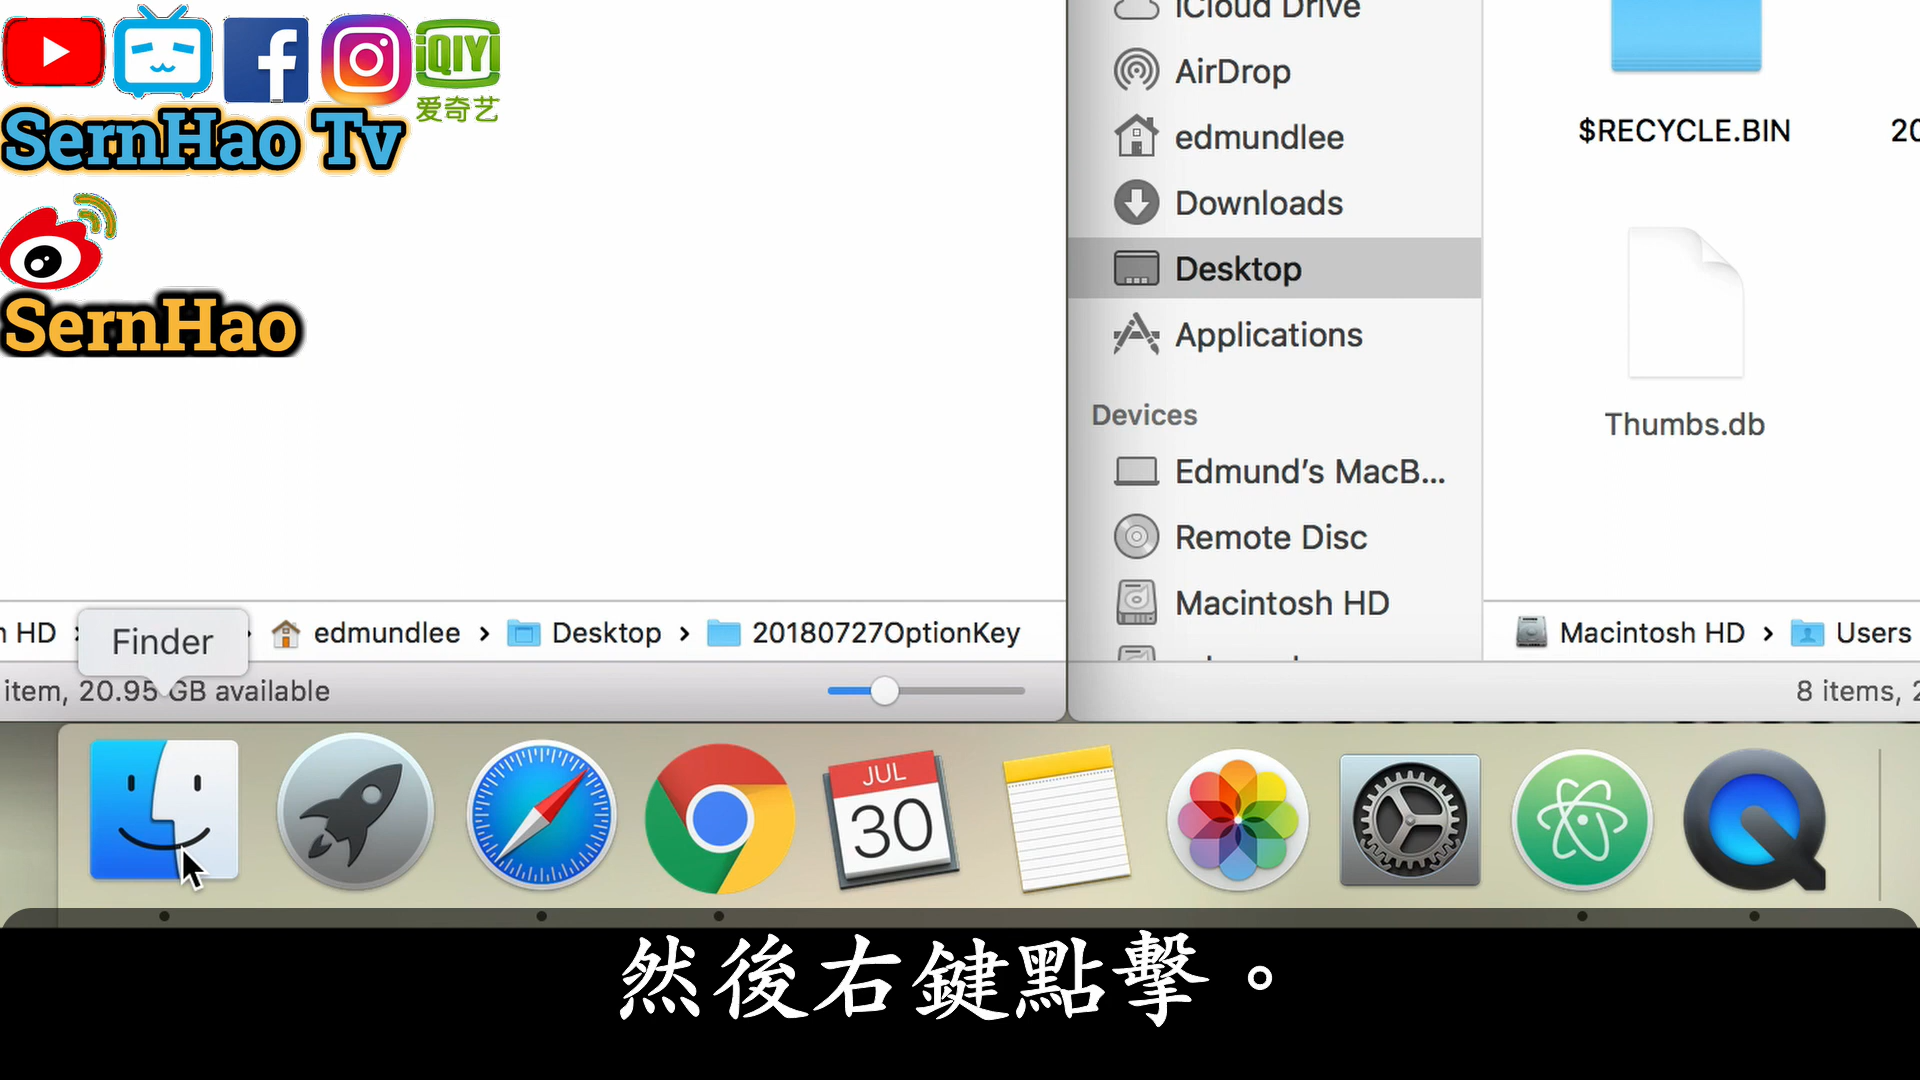 iQIYI
爱奇艺
SernHao Tv
SernHao
iCloud Drive
AirDrop
edmundlee
Downloads
Desktop
Applications
Devices
Edmund’s MacB...
Remote Disc
Macintosh HD
$RECYCLE.BIN
20
Thumbs.db
HD
Finder
edmundlee › Desktop › 20180727OptionKey
item, 20.95 GB available
Macintosh HD › Users
8 items, 2
JUL
30
然後右鍵點擊。